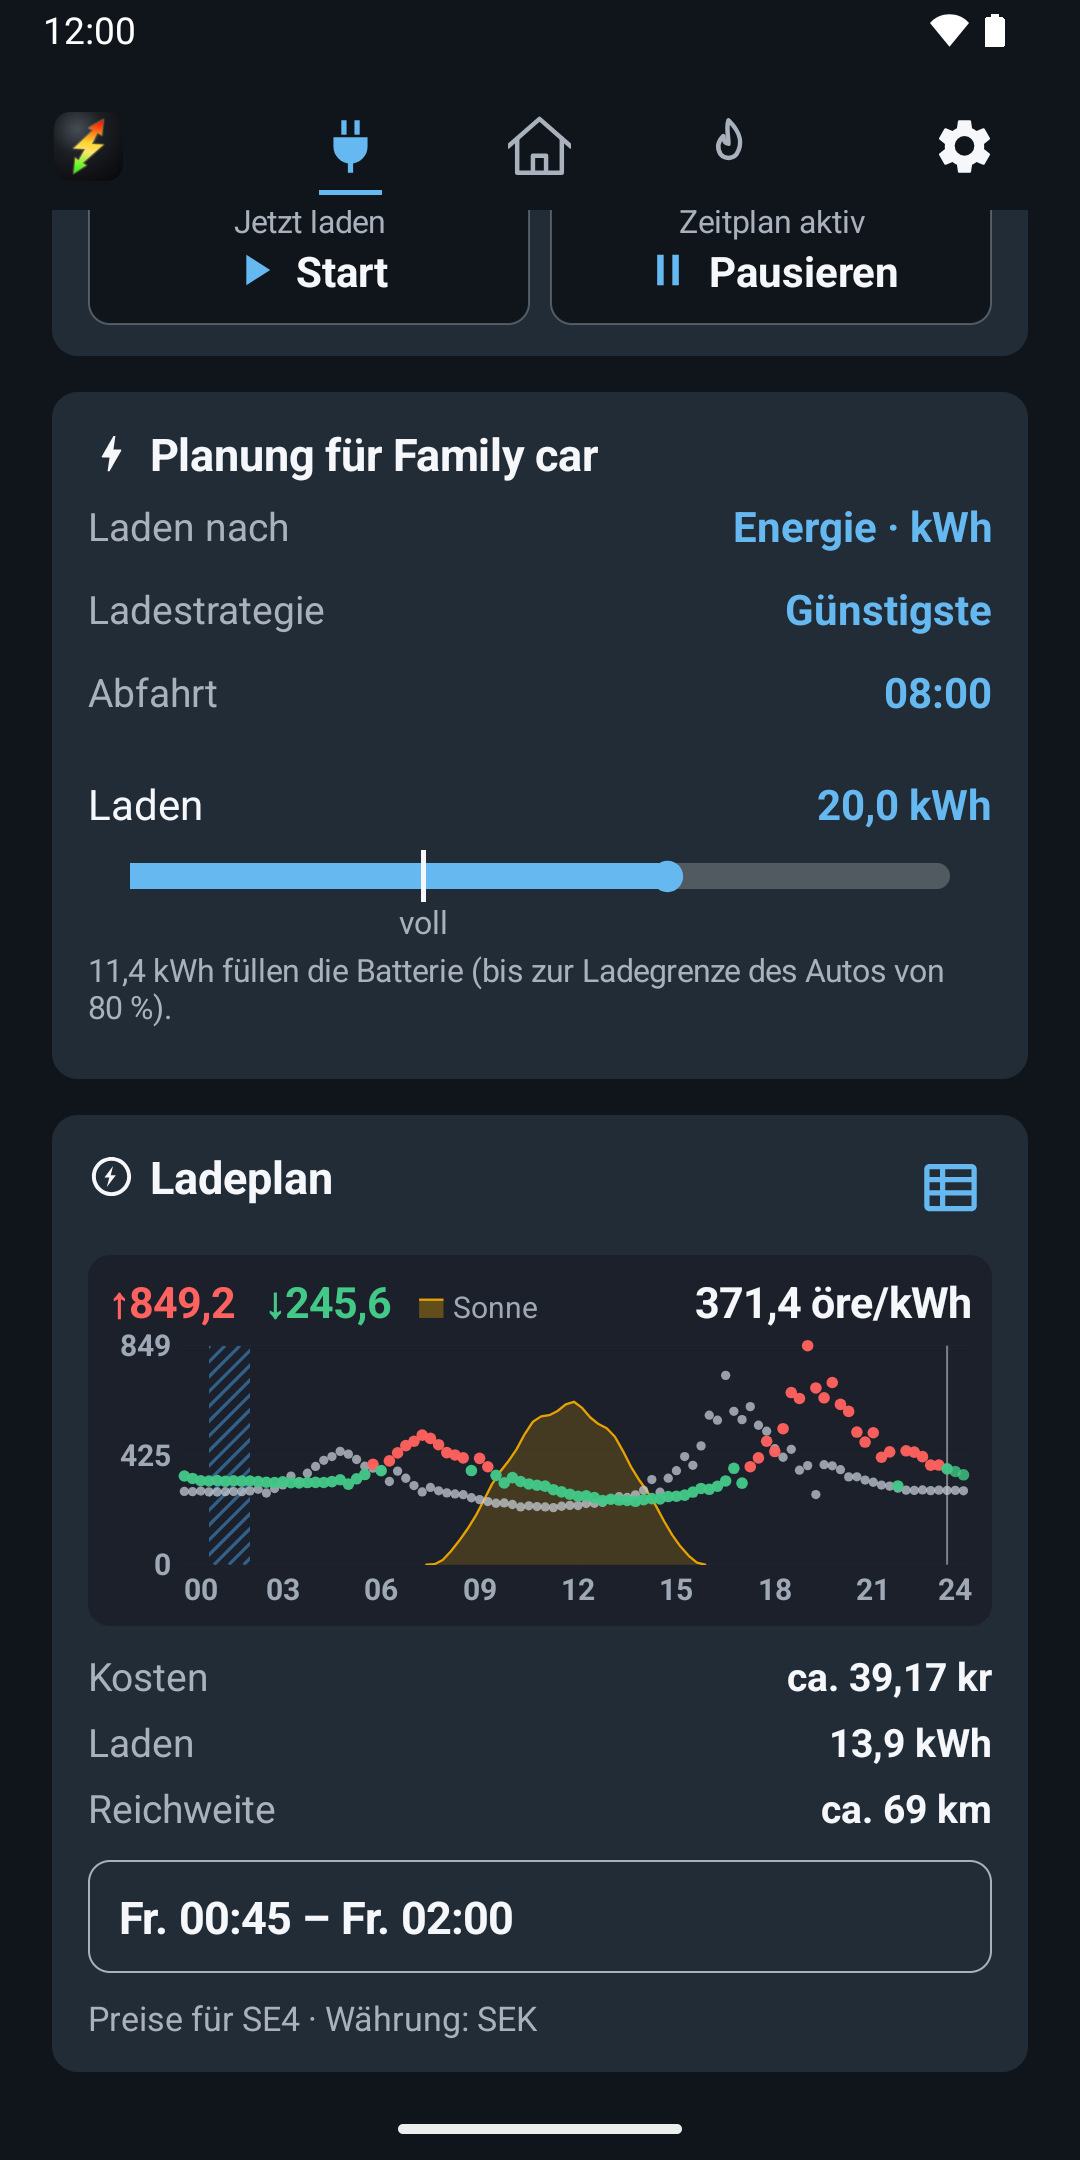 12:00
Jetzt laden
Start
Zeitplan aktiv
Pausieren
Planung für Family car
Laden nach Energie · kWh
Ladestrategie Günstigste
Abfahrt 08:00
Laden 20,0 kWh
voll
11,4 kWh füllen die Batterie (bis zur Ladegrenze des Autos von
80 %).
Ladeplan
↑849,2 ↓245,6 Sonne 371,4 öre/kWh
849
425
0
00 03 06 09 12 15 18 21 24
Kosten ca. 39,17 kr
Laden 13,9 kWh
Reichweite ca. 69 km
Fr. 00:45 – Fr. 02:00
Preise für SE4 · Währung: SEK